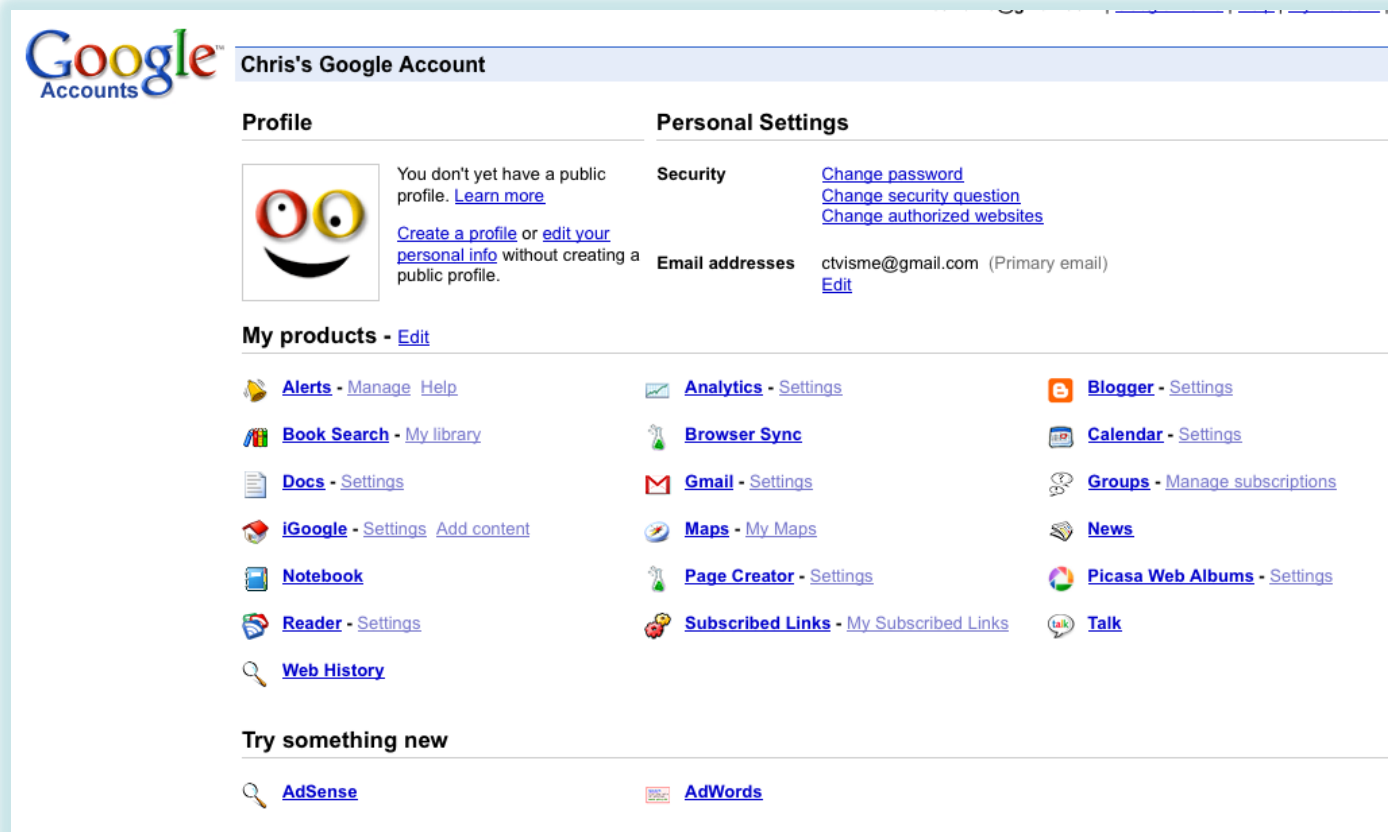 Google™
Accounts
Chris's Google Account
Profile
You don't yet have a public
profile. Learn more
Create a profile or edit your
personal info without creating a
public profile.
Personal Settings
Security
Change password
Change security question
Change authorized websites
Email addresses
ctvisme@gmail.com (Primary email)
Edit
My products - Edit
Alerts - Manage Help
Analytics - Settings
Blogger - Settings
Book Search - My library
Browser Sync
Calendar - Settings
Docs - Settings
Gmail - Settings
Groups - Manage subscriptions
iGoogle - Settings Add content
Maps - My Maps
News
Notebook
Page Creator - Settings
Picasa Web Albums - Settings
Reader - Settings
Subscribed Links - My Subscribed Links
talk
Talk
Web History
Try something new
AdSense
AdWords